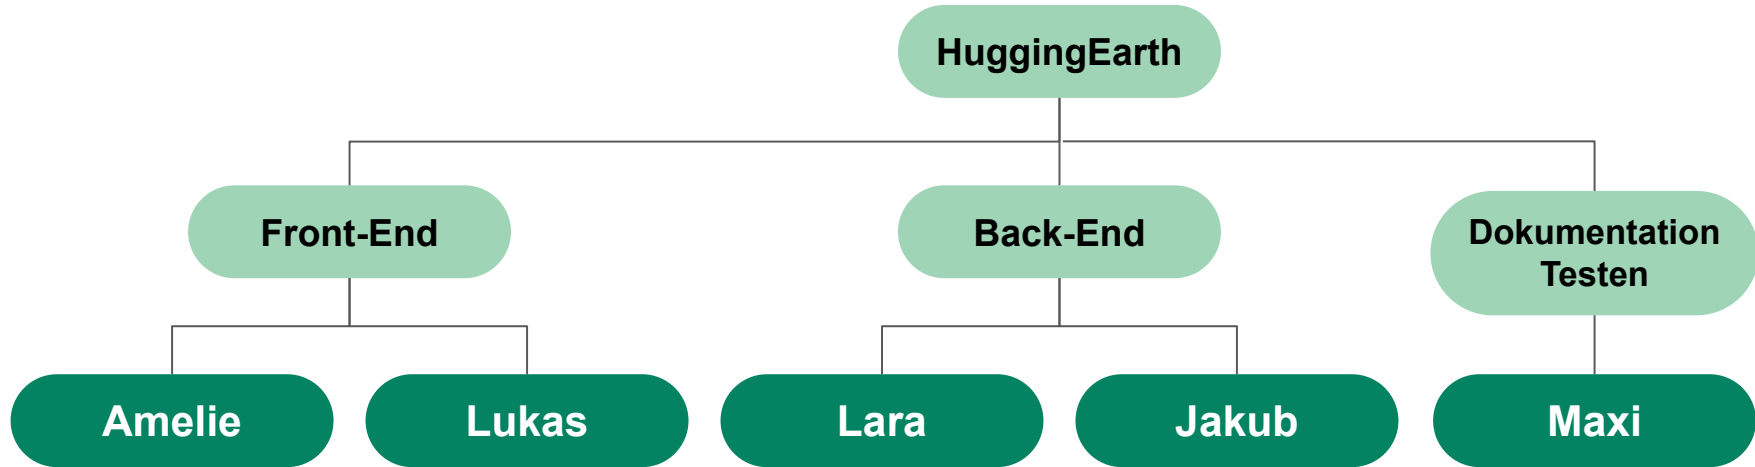 HuggingEarth
Front-End
Back-End
Dokumentation
Testen
Amelie
Lukas
Lara
Jakub
Maxi